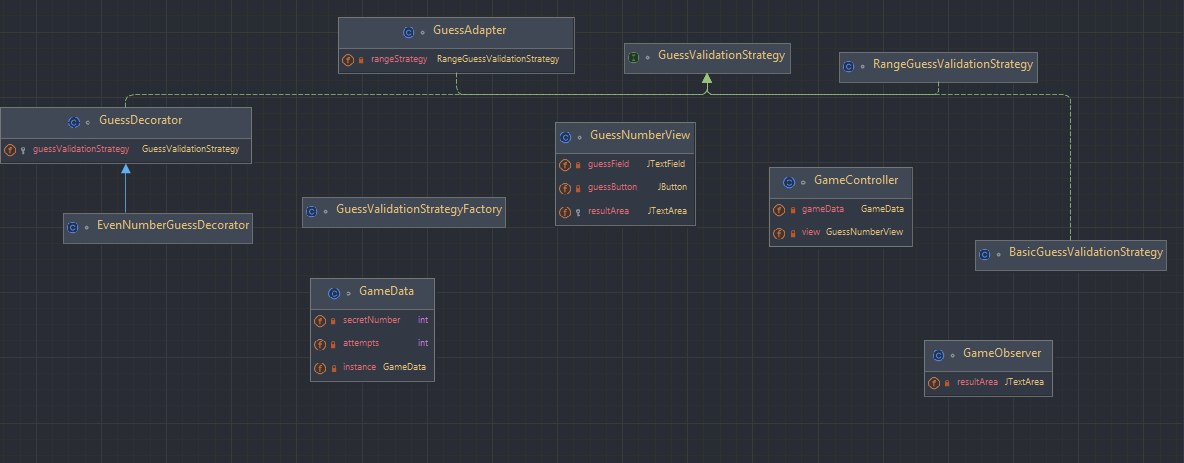 GuessAdapter
rangeStrategy RangeGuessValidationStrategy
GuessValidationStrategy
RangeGuessValidationStrategy
GuessDecorator
guessValidationStrategy GuessValidationStrategy
GuessNumberView
guessField JTextField
guessButton JButton
resultArea JTextArea
GameController
gameData GameData
view GuessNumberView
EvenNumberGuessDecorator
GuessValidationStrategyFactory
BasicGuessValidationStrategy
GameData
secretNumber int
attempts int
instance GameData
GameObserver
resultArea JTextArea